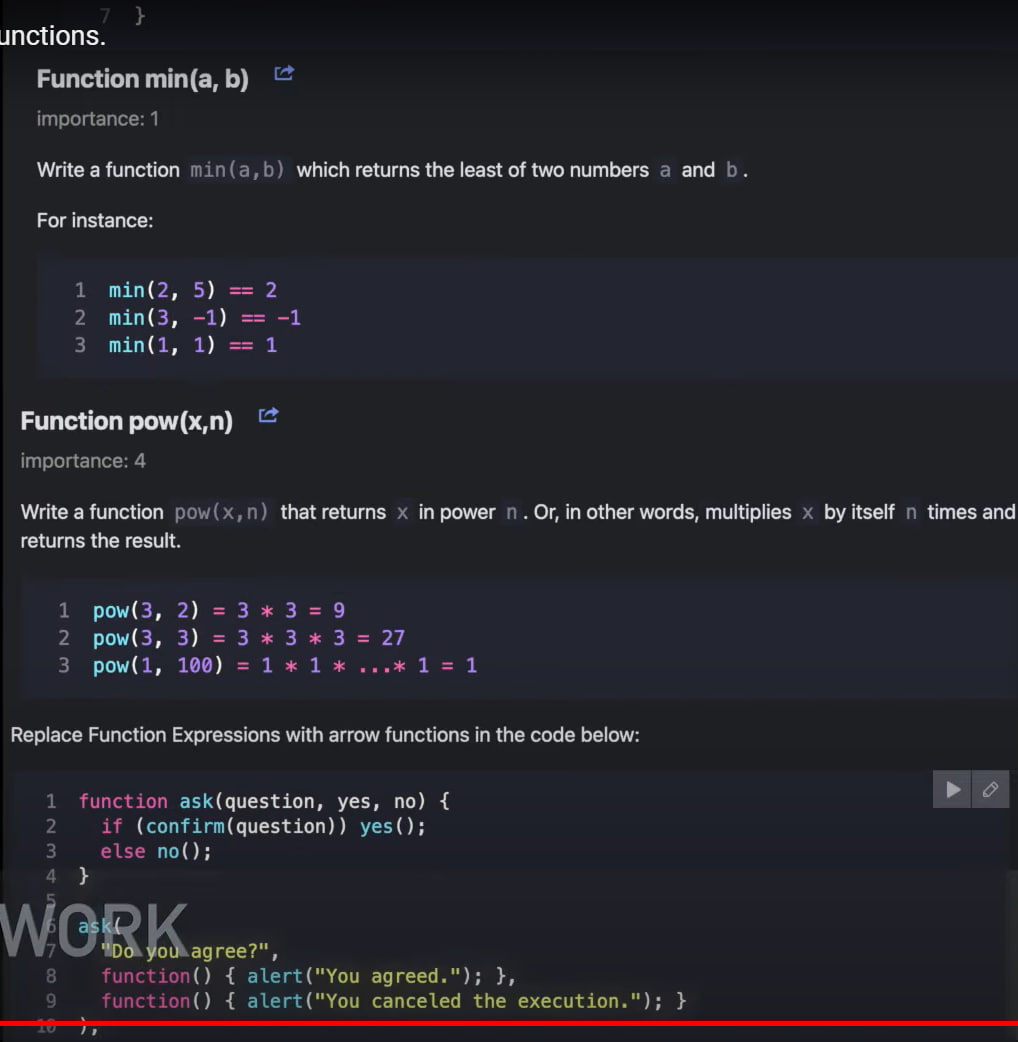 7 }
unctions.
Function min(a, b)
importance: 1
Write a function min(a,b) which returns the least of two numbers a and b .
For instance:
1 min(2, 5) == 2
2 min(3, -1) == -1
3 min(1, 1) == 1
Function pow(x,n)
importance: 4
Write a function pow(x,n) that returns x in power n . Or, in other words, multiplies x by itself n times and
returns the result.
1 pow(3, 2) = 3 * 3 = 9
2 pow(3, 3) = 3 * 3 * 3 = 27
3 pow(1, 100) = 1 * 1 * ...* 1 = 1
Replace Function Expressions with arrow functions in the code below:
1 function ask(question, yes, no) {
2 if (confirm(question)) yes();
3 else no();
4 }
5
WORK
6 ask(
7 "Do you agree?",
8 function() { alert("You agreed."); },
9 function() { alert("You canceled the execution."); }
10 );